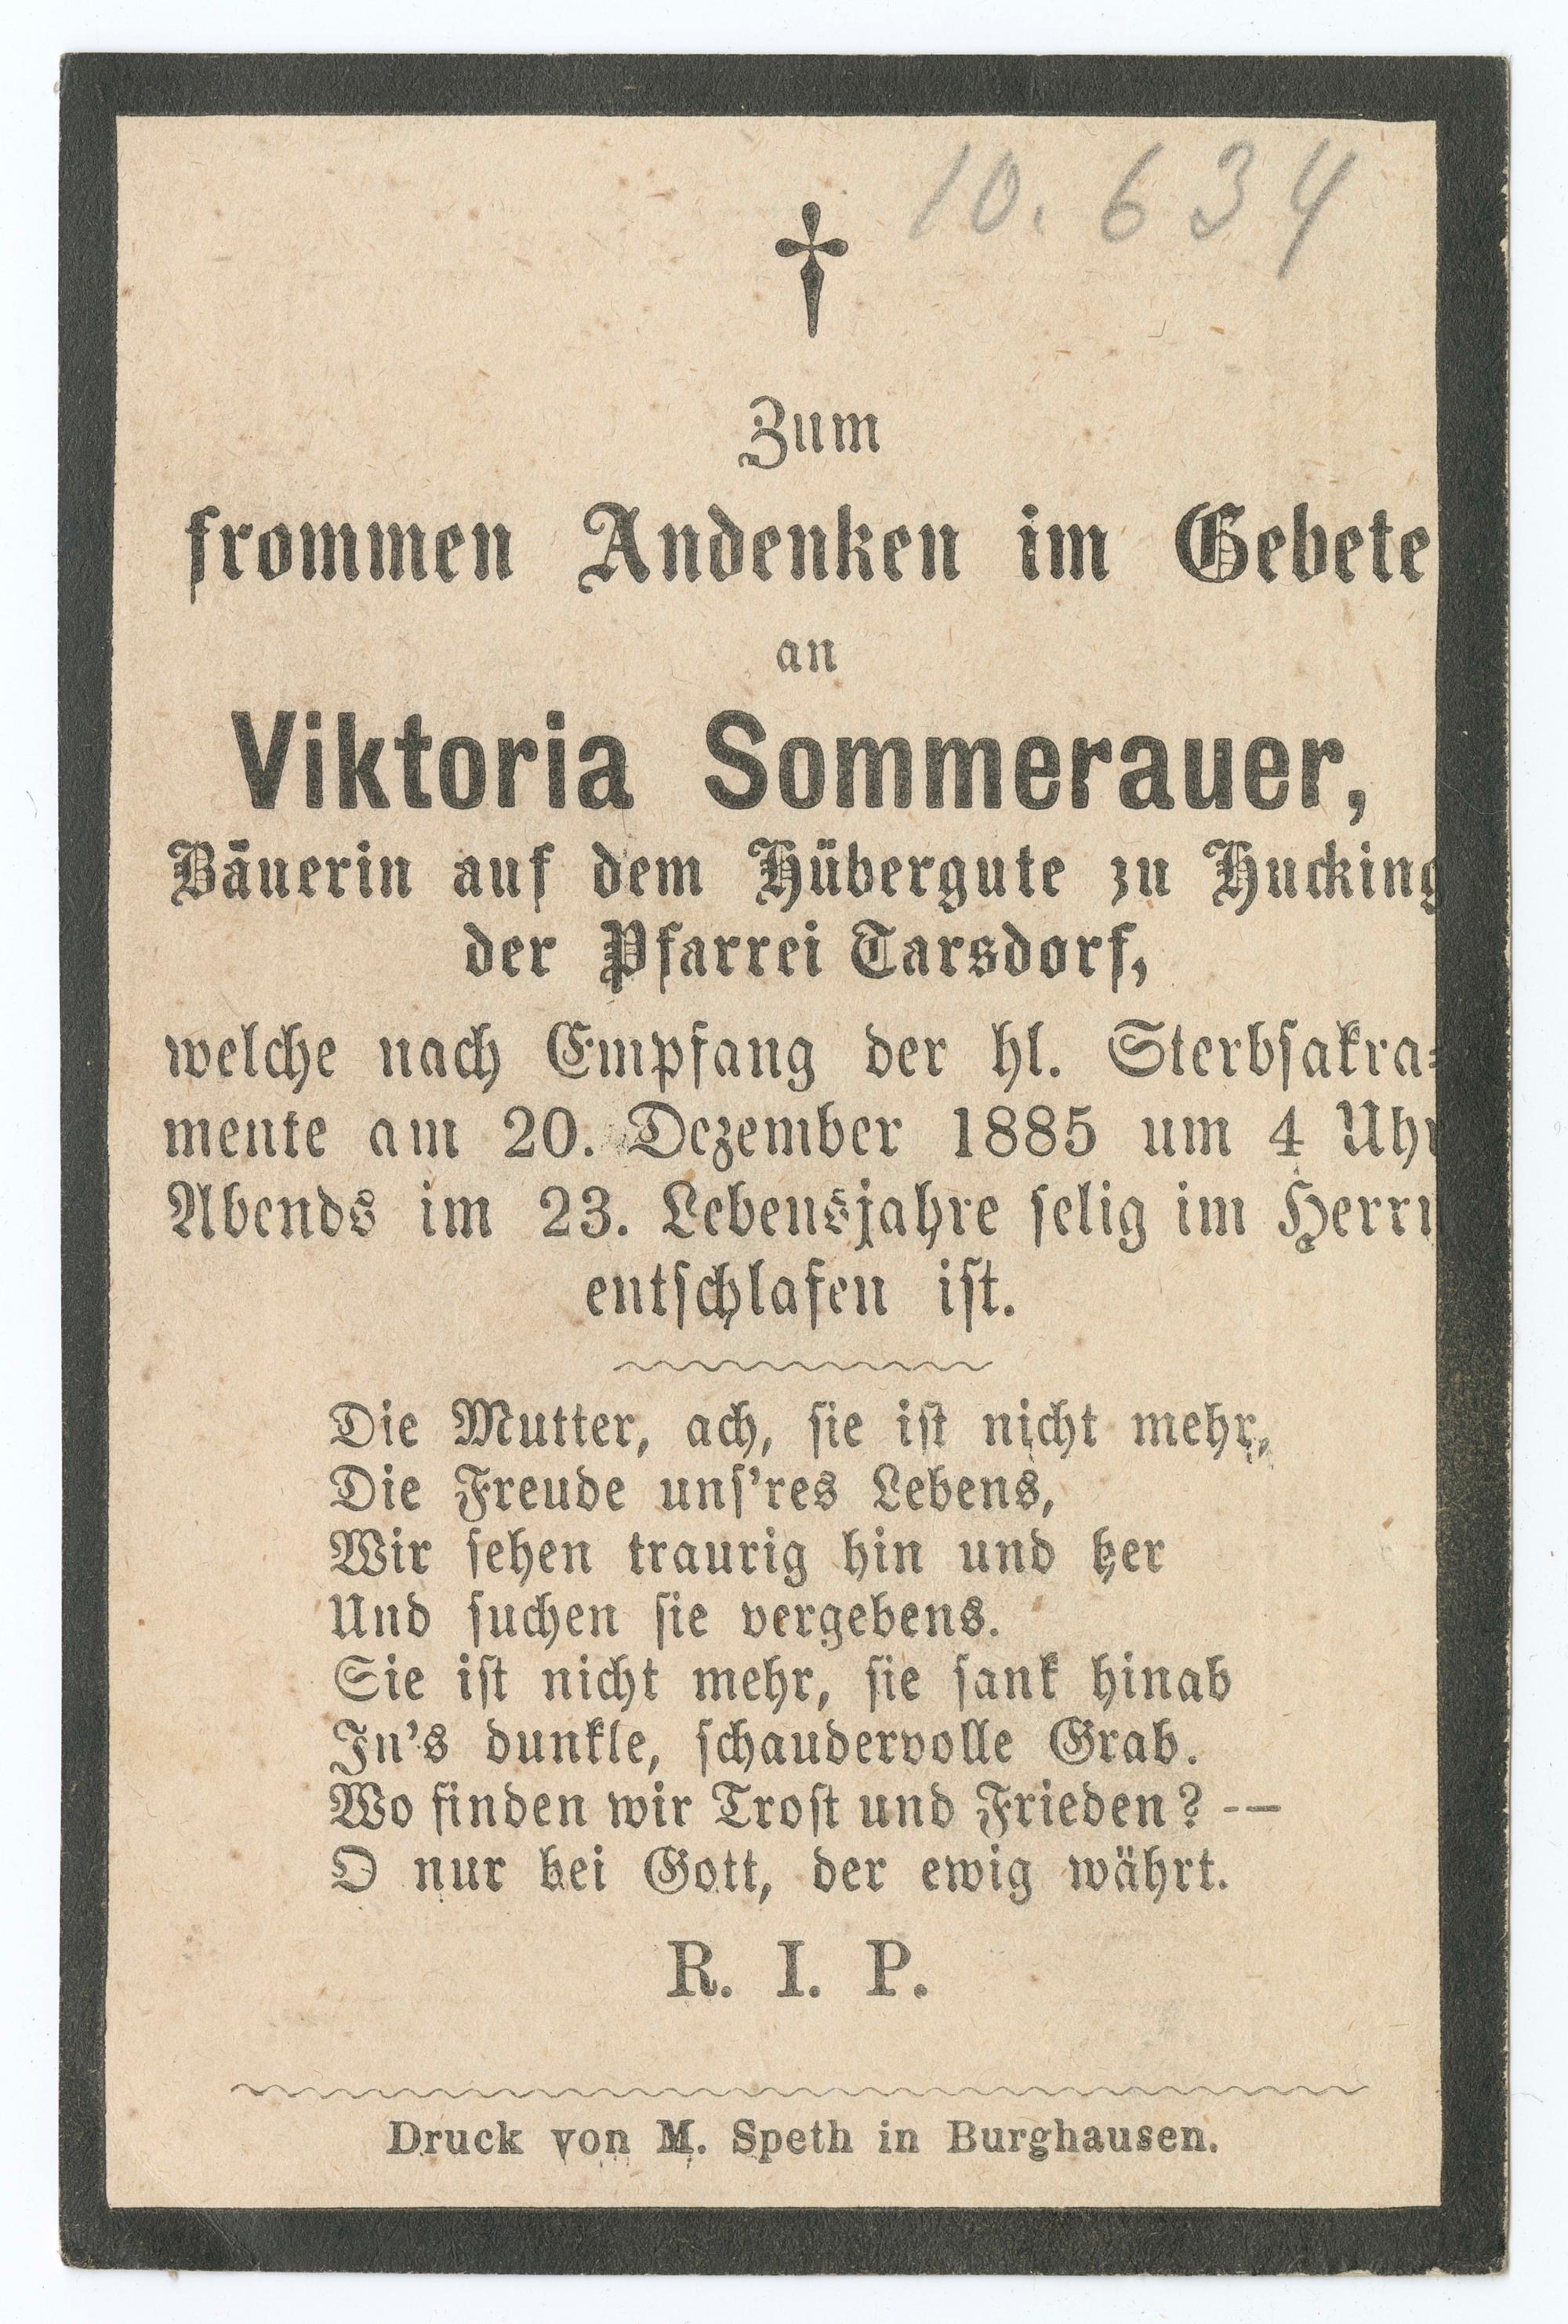 10.634
†
Zum
frommen Andenken im Gebete
an
Viktoria Sommerauer,
Bäuerin auf dem Hübergute zu Hucking
der Pfarrei Tarsdorf,
welche nach Empfang der hl. Sterbsakra-
mente am 20. Dezember 1885 um 4 Uhr
Abends im 23. Lebensjahre selig im Herrn
entschlafen ist.
Die Mutter, ach, sie ist nicht mehr,
Die Freude uns'res Lebens,
Wir sehen traurig hin und her
Und suchen sie vergebens.
Sie ist nicht mehr, sie sank hinab
In's dunkle, schaudervolle Grab.
Wo finden wir Trost und Frieden? —
O nur bei Gott, der ewig währt.
R. I. P.
Druck von M. Speth in Burghausen.